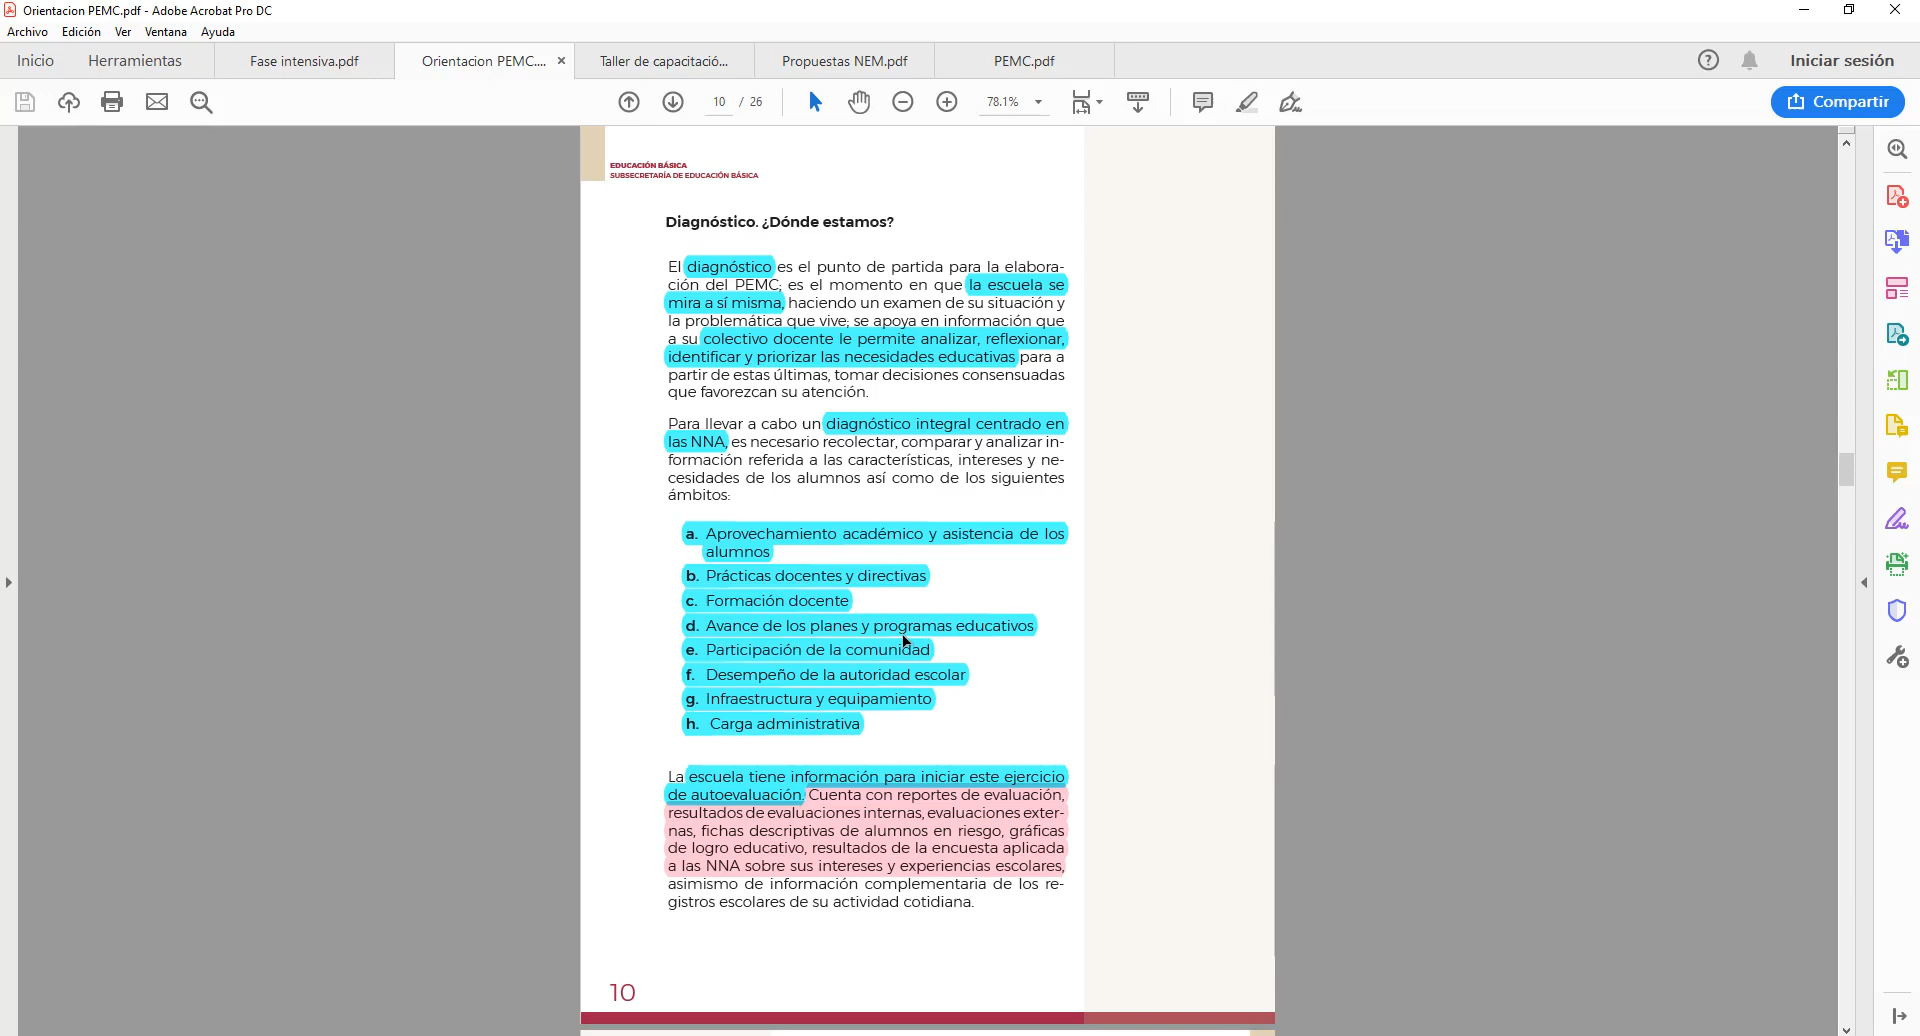 Orientacion PEMC.pdf - Adobe Acrobat Pro DC
Archivo Edición Ver Ventana Ayuda
Inicio Herramientas Fase intensiva.pdf Orientacion PEMC.... × Taller de capacitació... Propuestas NEM.pdf PEMC.pdf Iniciar sesión
10 / 26 78.1% Compartir
EDUCACIÓN BÁSICA
SUBSECRETARÍA DE EDUCACIÓN BÁSICA
Diagnóstico. ¿Dónde estamos?
El diagnóstico es el punto de partida para la elabora-
ción del PEMC; es el momento en que la escuela se
mira a sí misma, haciendo un examen de su situación y
la problemática que vive; se apoya en información que
a su colectivo docente le permite analizar, reflexionar,
identificar y priorizar las necesidades educativas para a
partir de estas últimas, tomar decisiones consensuadas
que favorezcan su atención.
Para llevar a cabo un diagnóstico integral centrado en
las NNA, es necesario recolectar, comparar y analizar in-
formación referida a las características, intereses y ne-
cesidades de los alumnos así como de los siguientes
ámbitos:
a. Aprovechamiento académico y asistencia de los
alumnos
b. Prácticas docentes y directivas
c. Formación docente
d. Avance de los planes y programas educativos
e. Participación de la comunidad
f. Desempeño de la autoridad escolar
g. Infraestructura y equipamiento
h. Carga administrativa
La escuela tiene información para iniciar este ejercicio
de autoevaluación. Cuenta con reportes de evaluación,
resultados de evaluaciones internas, evaluaciones exter-
nas, fichas descriptivas de alumnos en riesgo, gráficas
de logro educativo, resultados de la encuesta aplicada
a las NNA sobre sus intereses y experiencias escolares,
asimismo de información complementaria de los re-
gistros escolares de su actividad cotidiana.
10